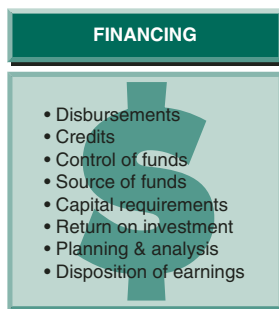 FINANCING
• Disbursements
• Credits
• Control of funds
• Source of funds
• Capital requirements
• Return on investment
• Planning & analysis
• Disposition of earnings